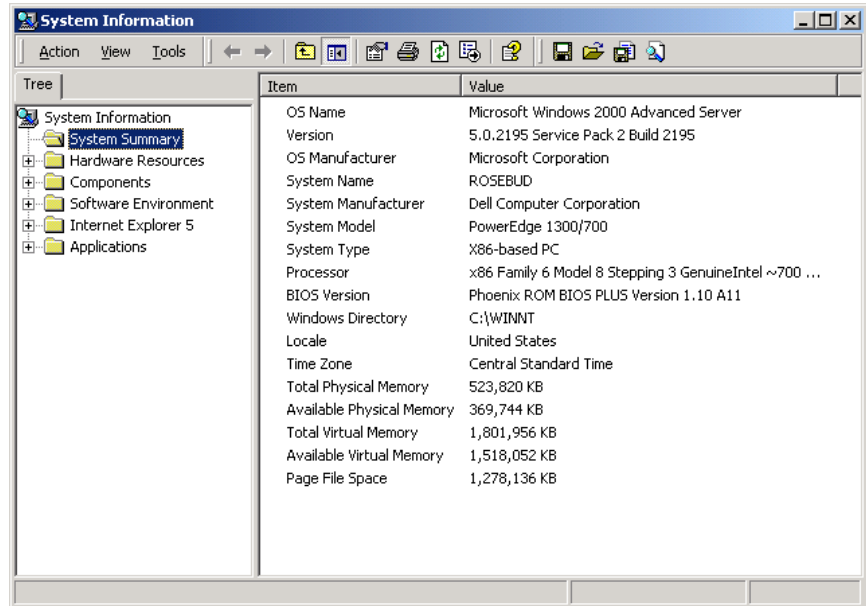 System Information
Action View Tools
Tree
System Information
System Summary
Hardware Resources
Components
Software Environment
Internet Explorer 5
Applications
Item Value
OS Name Microsoft Windows 2000 Advanced Server
Version 5.0.2195 Service Pack 2 Build 2195
OS Manufacturer Microsoft Corporation
System Name ROSEBUD
System Manufacturer Dell Computer Corporation
System Model PowerEdge 1300/700
System Type X86-based PC
Processor x86 Family 6 Model 8 Stepping 3 GenuineIntel ~700 ...
BIOS Version Phoenix ROM BIOS PLUS Version 1.10 A11
Windows Directory C:\WINNT
Locale United States
Time Zone Central Standard Time
Total Physical Memory 523,820 KB
Available Physical Memory 369,744 KB
Total Virtual Memory 1,801,956 KB
Available Virtual Memory 1,518,052 KB
Page File Space 1,278,136 KB